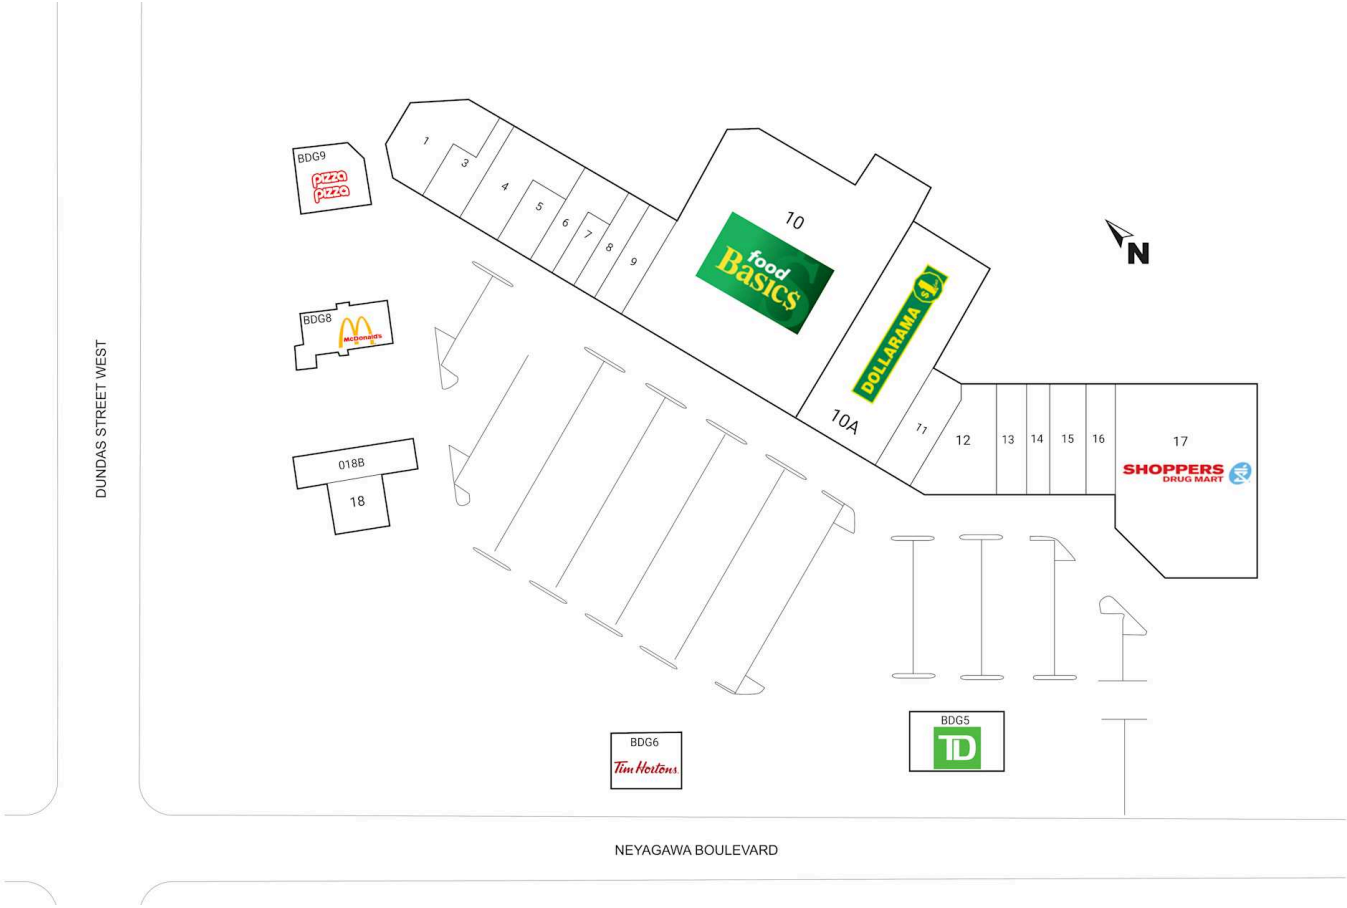 BDG9
pizza
pizza
1
3
4
5
6
7
8
9
10
food
BASICS
DOLLARAMA
$1
10A
11
12
13
14
15
16
17
SHOPPERS
DRUG MART
N
BDG8
McDonald's
018B
18
DUNDAS STREET WEST
BDG6
Tim Hortons.
BDG5
TD
NEYAGAWA BOULEVARD